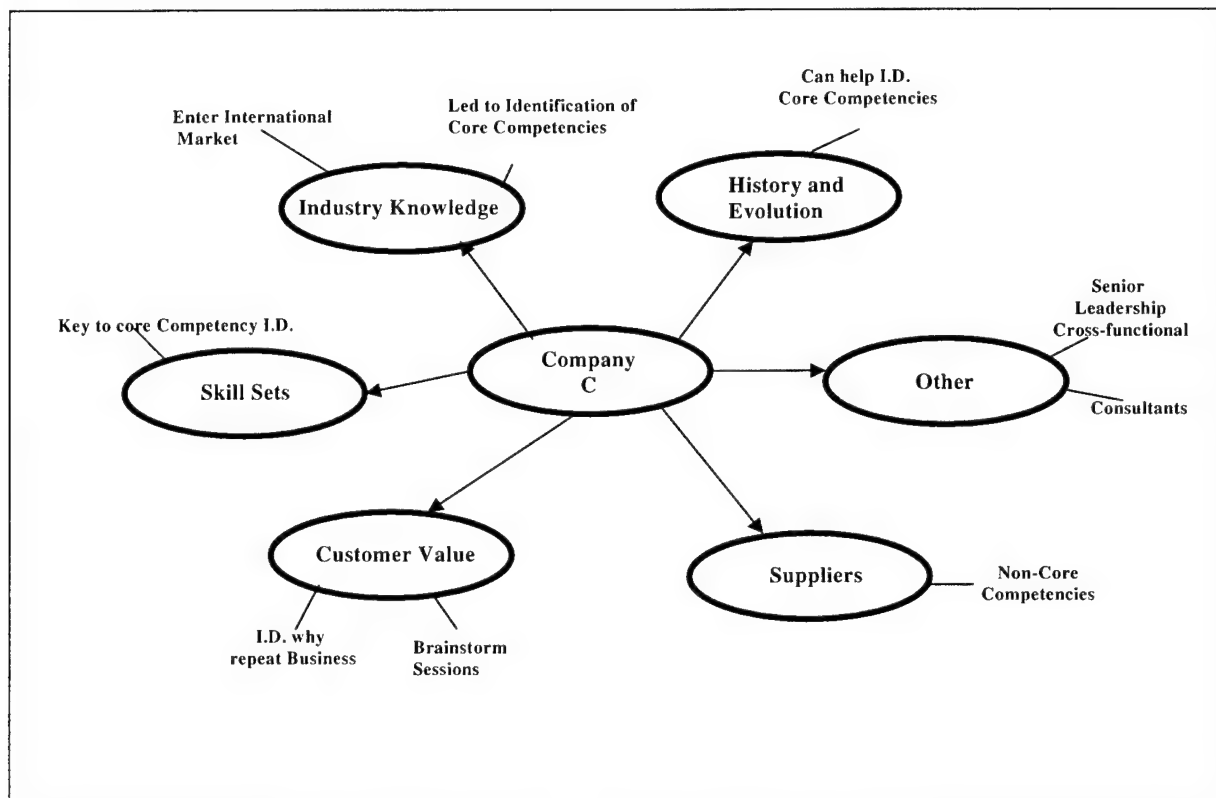 Can help I.D.
Core Competencies
Enter International
Market
Led to Identification of
Core Competencies
Industry Knowledge
History and
Evolution
Key to core Competency I.D.
Skill Sets
Company
C
Senior
Leadership
Cross-functional
Other
Consultants
Customer Value
Suppliers
Non-Core
Competencies
I.D. why
repeat Business
Brainstorm
Sessions